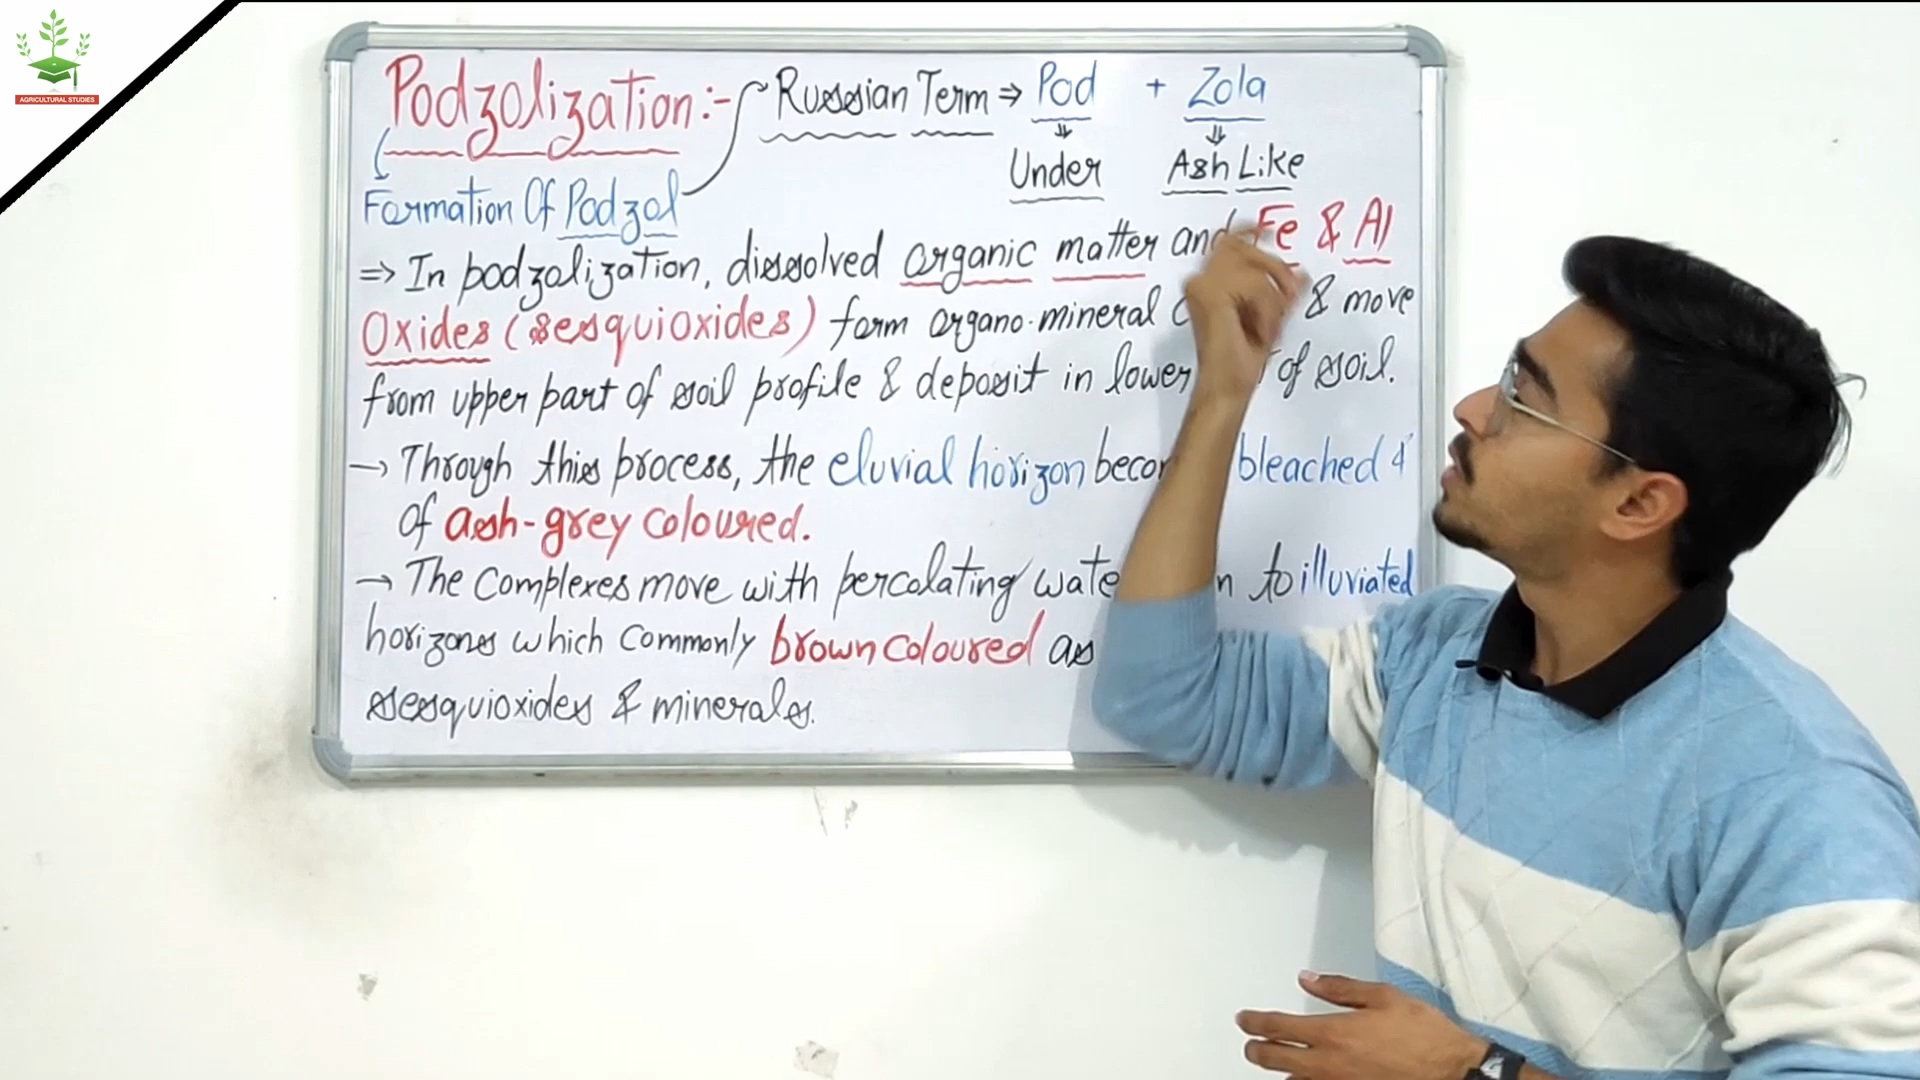 AGRICULTURAL STUDIES
Podzolization:- Russian Term ⇒ Pod + Zola
Under Ash Like
Formation Of Podzol
⇒ In podzolization, dissolved organic matter and Fe & Al
Oxides (sesquioxides) form organo-mineral & move
from upper part of soil profile & deposit in lower of soil.
→ Through this process, the eluvial horizon bleached &
of ash-grey coloured.
→ The Complexes move with percolating to illuviated
horizons which commonly brown coloured as
sesquioxides & minerals.